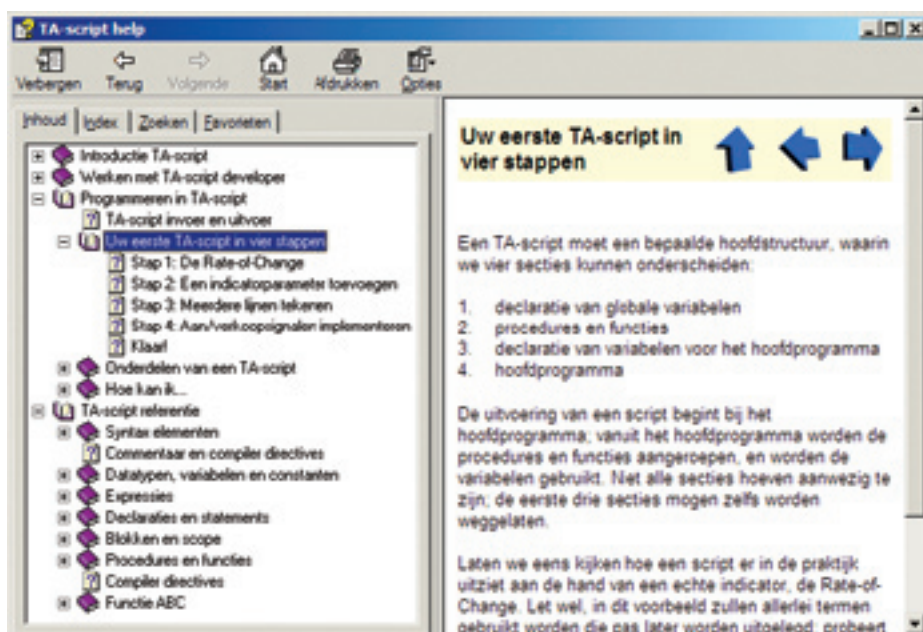 TA-script help
Verbergen Terug Volgende Start Afdrukken Opties
Inhoud Index Zoeken Favorieten
Introductie TA-script
Werken met TA-script developer
Programmeren in TA-script
TA-script invoer en uitvoer
Uw eerste TA-script in vier stappen
Stap 1: De Rate-of-Change
Stap 2: Een indicatorparameter toevoegen
Stap 3: Meerdere lijnen tekenen
Stap 4: Aan/verkoopsignalen implementeren
Klaar!
Onderdelen van een TA-script
Hoe kan ik...
TA-script referentie
Syntax elementen
Commentaar en compiler directives
Datatypen, variabelen en constanten
Expressies
Declaraties en statements
Blokken en scope
Procedures en functies
Compiler directives
Functie ABC
Uw eerste TA-script in
vier stappen
Een TA-script moet een bepaalde hoofdstructuur, waarin
we vier secties kunnen onderscheiden:
1. declaratie van globale variabelen
2. procedures en functies
3. declaratie van variabelen voor het hoofdprogramma
4. hoofdprogramma
De uitvoering van een script begint bij het
hoofdprogramma; vanuit het hoofdprogramma worden de
procedures en functies aangeroepen, en worden de
variabelen gebruikt. Niet alle secties hoeven aanwezig te
zijn; de eerste drie secties mogen zelfs worden
weggelaten.
Laten we eens kijken hoe een script er in de praktijk
uitziet aan de hand van een echte indicator, de Rate-of-
Change. Let wel, in dit voorbeeld zullen allerlei termen
gebruikt worden die pas later worden uitgelegd; probeert